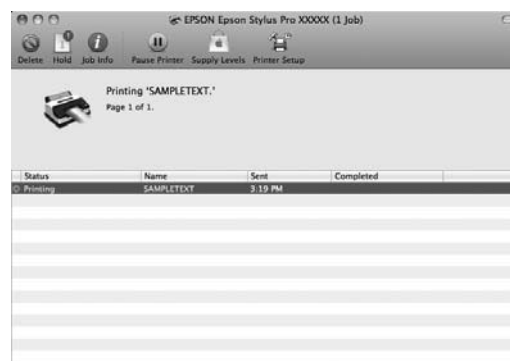 EPSON Epson Stylus Pro XXXXX (1 Job)
Delete Hold Job Info Pause Printer Supply Levels Printer Setup
Printing 'SAMPLETEXT.'
Page 1 of 1.
Status Name Sent Completed
Printing SAMPLETEXT 3:19 PM